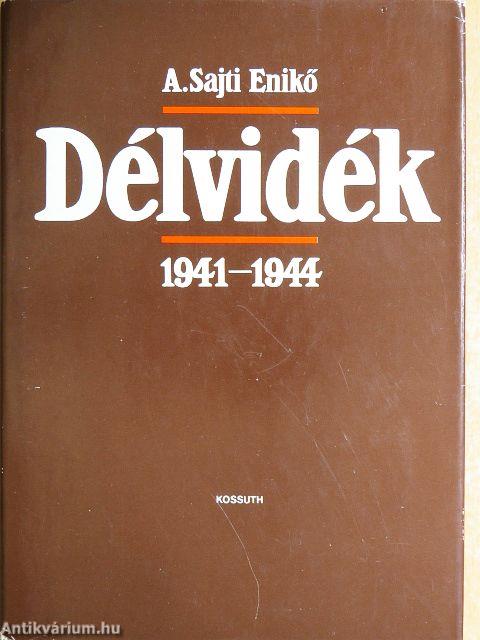 A. Sajti Enikő
Délvidék
1941–1944
KOSSUTH
Antikvárium.hu